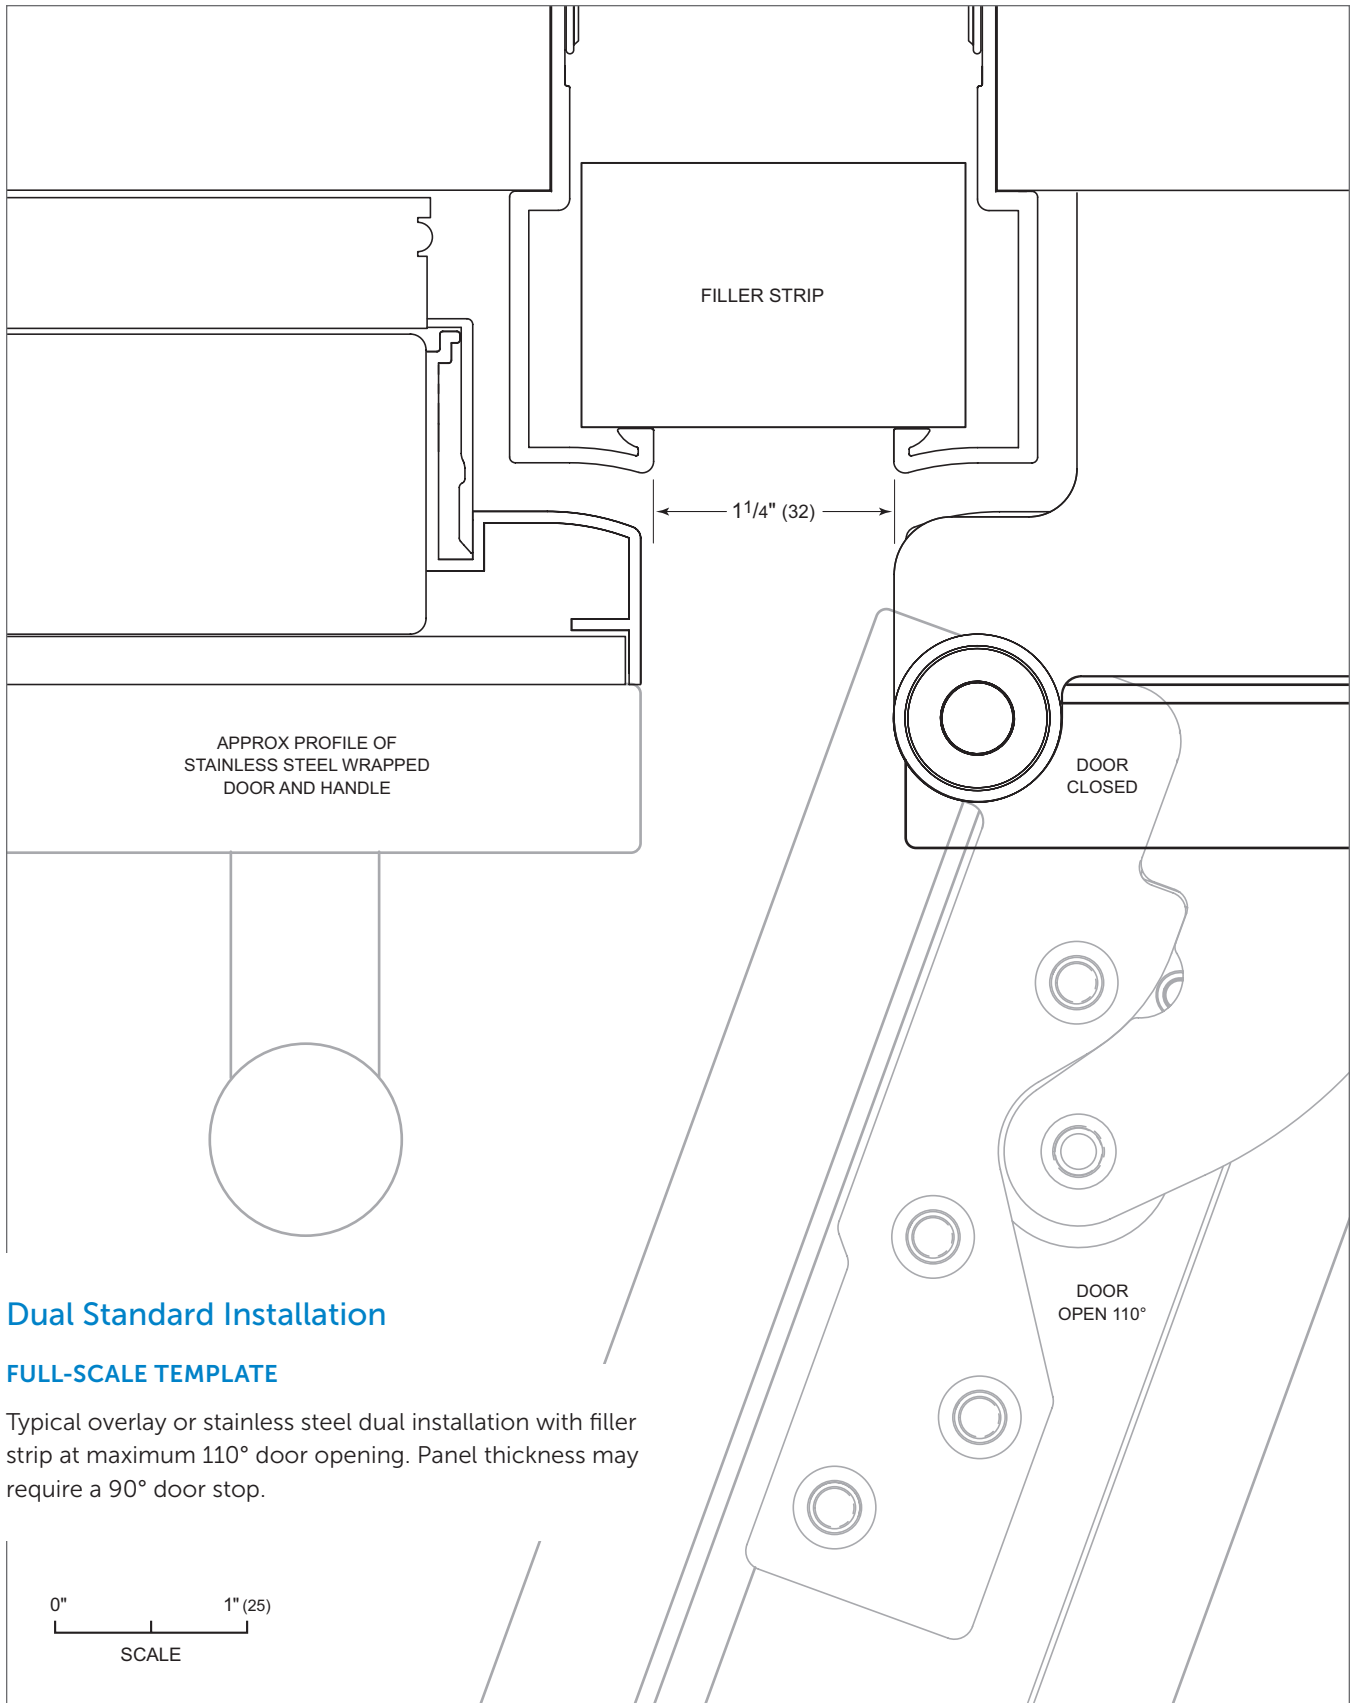 FILLER STRIP
1 1/4" (32)
APPROX PROFILE OF
STAINLESS STEEL WRAPPED
DOOR AND HANDLE
DOOR
CLOSED
DOOR
OPEN 110°
Dual Standard Installation
FULL-SCALE TEMPLATE
Typical overlay or stainless steel dual installation with filler
strip at maximum 110° door opening. Panel thickness may
require a 90° door stop.
0" 1" (25)
SCALE